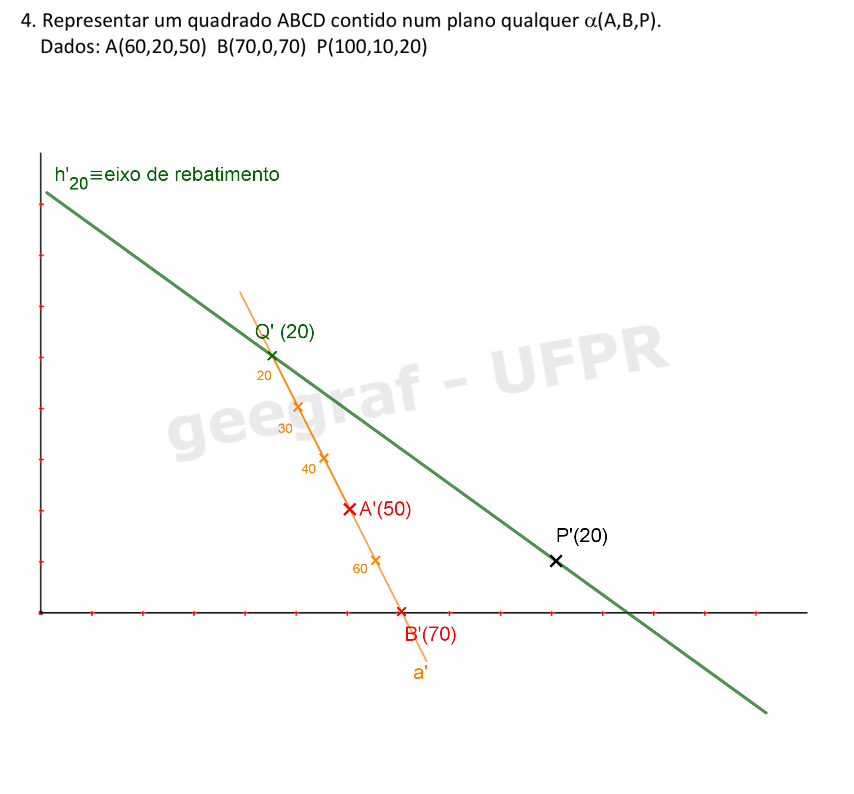 4. Representar um quadrado ABCD contido num plano qualquer α(A,B,P).
Dados: A(60,20,50) B(70,0,70) P(100,10,20)
h'20≡eixo de rebatimento
Q' (20)
20
geegraf - UFPR
30
40
A'(50)
P'(20)
60
B'(70)
a'